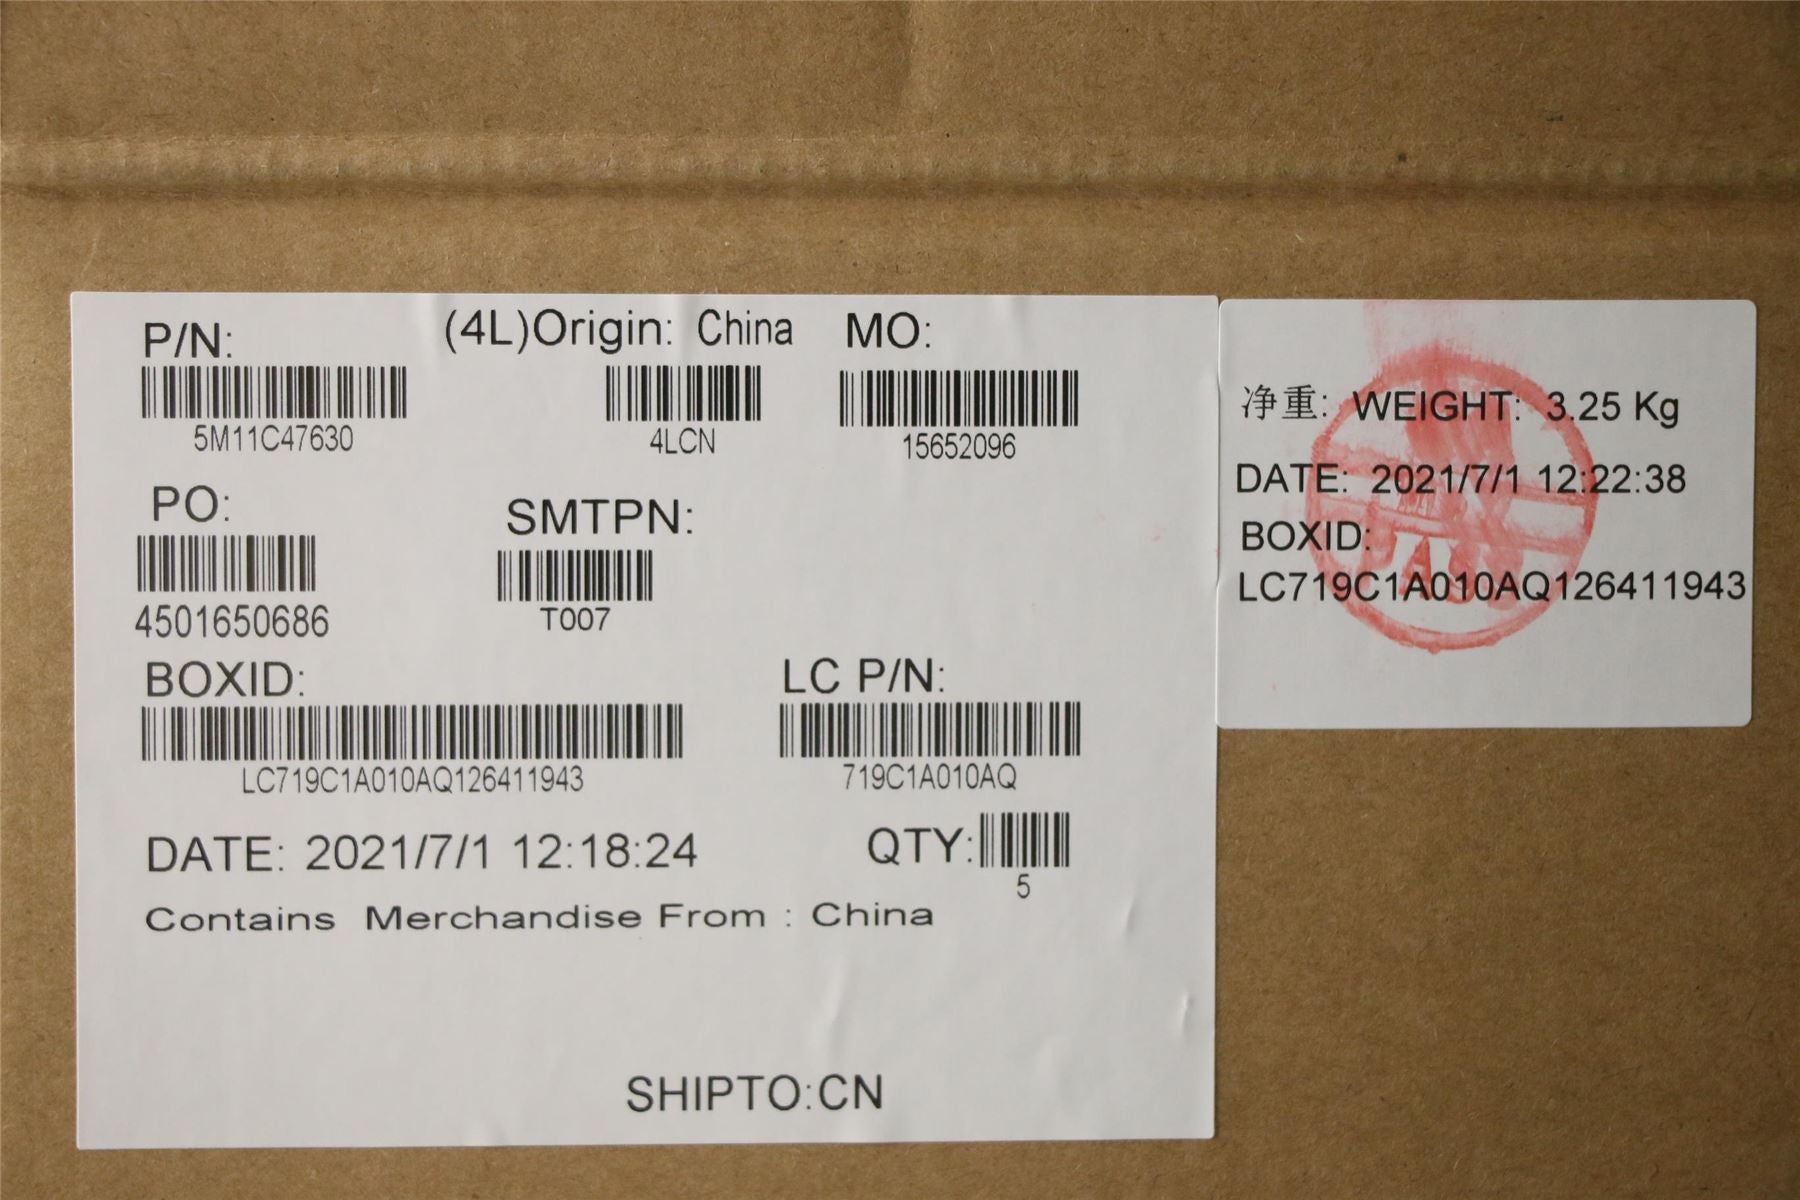 P/N: (4L)Origin: China MO:
5M11C47630 4LCN 15652096
PO: SMTPN:
4501650686 T007
BOXID: LC P/N:
LC719C1A010AQ126411943 719C1A010AQ
DATE: 2021/7/1 12:18:24 QTY:
5
Contains Merchandise From : China
SHIPTO:CN
净重: WEIGHT: 3.25 Kg
DATE: 2021/7/1 12:22:38
BOXID:
LC719C1A010AQ126411943